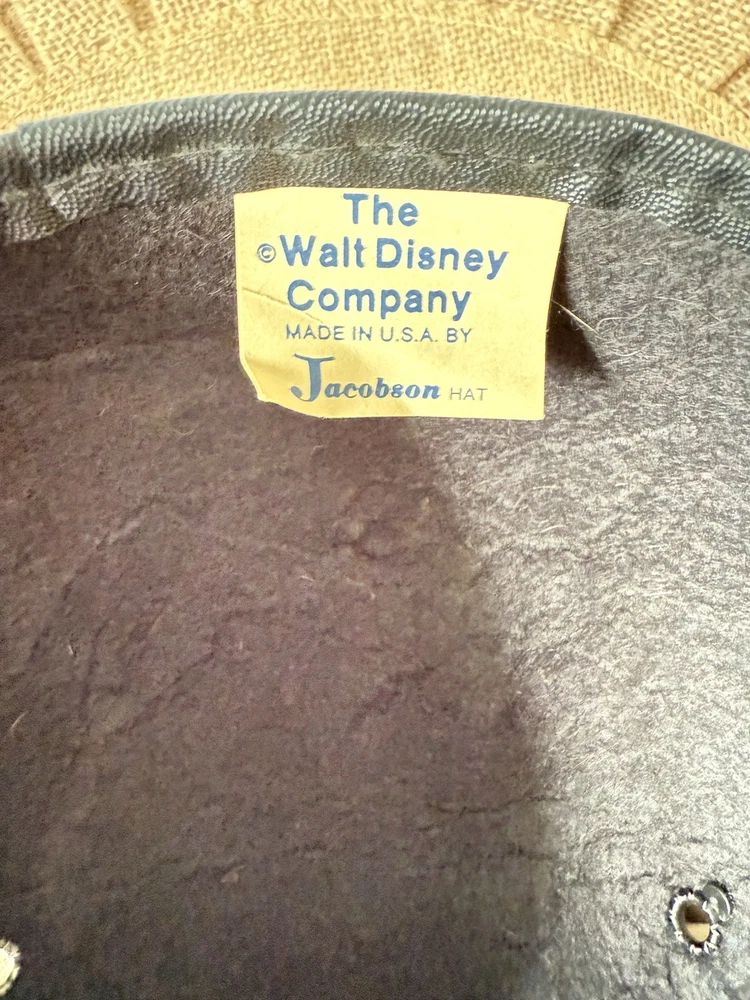 The
©Walt Disney
Company
MADE IN U.S.A. BY
Jacobson HAT